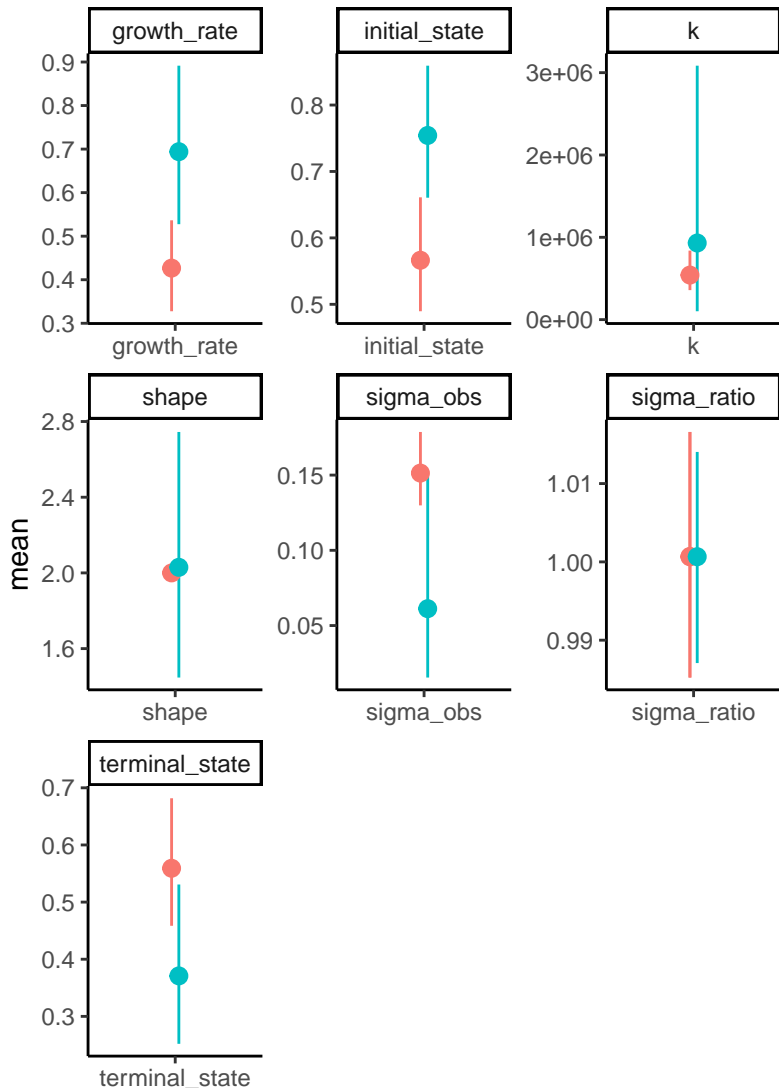 growth_rate
initial_state
k
0.9
0.8
0.7
0.6
0.5
0.4
0.3
0.8
0.7
0.6
0.5
3e+06
2e+06
1e+06
0e+00
growth_rate
initial_state
k
shape
sigma_obs
sigma_ratio
2.8
2.4
2.0
1.6
0.15
0.10
0.05
1.01
1.00
0.99
shape
sigma_obs
sigma_ratio
mean
terminal_state
0.7
0.6
0.5
0.4
0.3
terminal_state